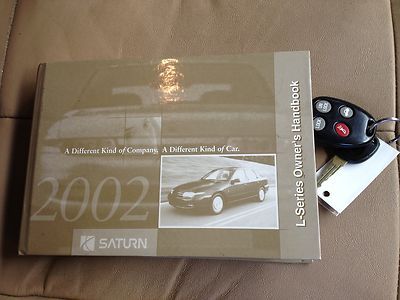 A Different Kind of Company. A Different Kind of Car.
2002
SATURN
L-Series Owner's Handbook